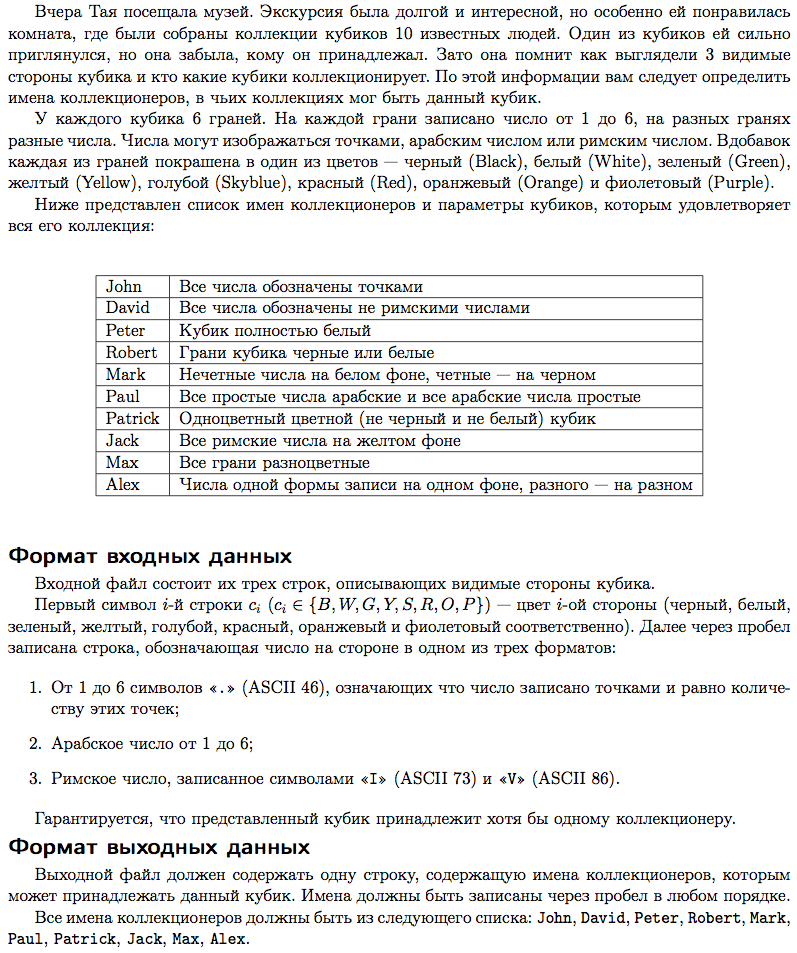 Вчера Тая посещала музей. Экскурсия была долгой и интересной, но особенно ей понравилась
комната, где были собраны коллекции кубиков 10 известных людей. Один из кубиков ей сильно
приглянулся, но она забыла, кому он принадлежал. Зато она помнит как выглядели 3 видимые
стороны кубика и кто какие кубики коллекционирует. По этой информации вам следует определить
имена коллекционеров, в чьих коллекциях мог быть данный кубик.
У каждого кубика 6 граней. На каждой грани записано число от 1 до 6, на разных гранях
разные числа. Числа могут изображаться точками, арабским числом или римским числом. Вдобавок
каждая из граней покрашена в один из цветов — черный (Black), белый (White), зеленый (Green),
желтый (Yellow), голубой (Skyblue), красный (Red), оранжевый (Orange) и фиолетовый (Purple).
Ниже представлен список имен коллекционеров и параметры кубиков, которым удовлетворяет
вся его коллекция:
John Все числа обозначены точками
David Все числа обозначены не римскими числами
Peter Кубик полностью белый
Robert Грани кубика черные или белые
Mark Нечетные числа на белом фоне, четные — на черном
Paul Все простые числа арабские и все арабские числа простые
Patrick Одноцветный цветной (не черный и не белый) кубик
Jack Все римские числа на желтом фоне
Max Все грани разноцветные
Alex Числа одной формы записи на одном фоне, разного — на разном
Формат входных данных
Входной файл состоит их трех строк, описывающих видимые стороны кубика.
Первый символ i-й строки cᵢ (cᵢ ∈ {B, W, G, Y, S, R, O, P}) — цвет i-ой стороны (черный, белый,
зеленый, желтый, голубой, красный, оранжевый и фиолетовый соответственно). Далее через пробел
записана строка, обозначающая число на стороне в одном из трех форматов:
1. От 1 до 6 символов «.» (ASCII 46), означающих что число записано точками и равно количе-
ству этих точек;
2. Арабское число от 1 до 6;
3. Римское число, записанное символами «I» (ASCII 73) и «V» (ASCII 86).
Гарантируется, что представленный кубик принадлежит хотя бы одному коллекционеру.
Формат выходных данных
Выходной файл должен содержать одну строку, содержащую имена коллекционеров, которым
может принадлежать данный кубик. Имена должны быть записаны через пробел в любом порядке.
Все имена коллекционеров должны быть из следующего списка: John, David, Peter, Robert, Mark,
Paul, Patrick, Jack, Max, Alex.